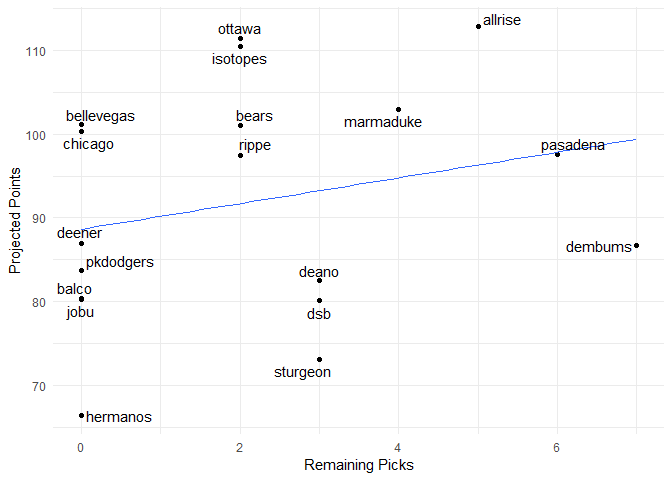 allrise
ottawa
110
isotopes
bellevegas
bears
marmaduke
100
chicago
rippe
pasadena
Projected Points
90
deener
dembums
pkdodgers
deano
balco
80
jobu
dsb
sturgeon
70
hermanos
0
2
4
6
Remaining Picks